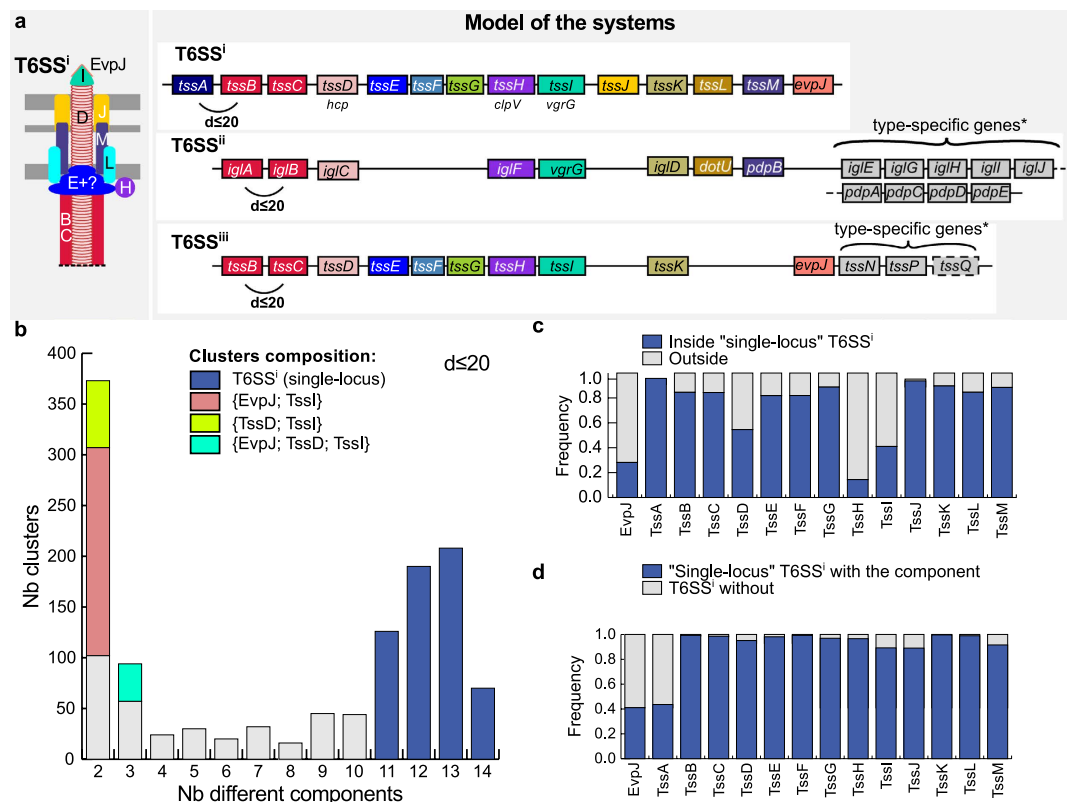 a
Model of the systems
T6SSⁱ
EvpJ
I
D
J
M
L
E+?
H
B
C
T6SSⁱ
tssA tssB tssC tssD tssE tssF tssG tssH tssI tssJ tssK tssL tssM evpJ
hcp clpV vgrG
d≤20
T6SSⁱⁱ
type-specific genes*
iglA iglB iglC iglF vgrG iglD dotU pdpB iglE iglG iglH iglI iglJ
pdpA pdpC pdpD pdpE
d≤20
T6SSⁱⁱⁱ
type-specific genes*
tssB tssC tssD tssE tssF tssG tssH tssI tssK evpJ tssN tssP tssQ
d≤20
b
Clusters composition:
d≤20
T6SSⁱ (single-locus)
{EvpJ; TssI}
{TssD; TssI}
{EvpJ; TssD; TssI}
Nb clusters
400
350
300
250
200
150
100
50
0
2 3 4 5 6 7 8 9 10 11 12 13 14
Nb different components
c
Inside "single-locus" T6SSⁱ
Outside
Frequency
1.0
0.8
0.6
0.4
0.2
0.0
EvpJ TssA TssB TssC TssD TssE TssF TssG TssH TssI TssJ TssK TssL TssM
d
"Single-locus" T6SSⁱ with the component
T6SSⁱ without
Frequency
1.0
0.8
0.6
0.4
0.2
0
EvpJ TssA TssB TssC TssD TssE TssF TssG TssH TssI TssJ TssK TssL TssM